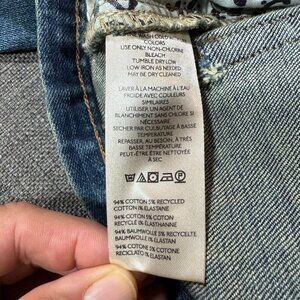 WASH COLD
COLORS
USE ONLY NON-CHLORINE
BLEACH
TUMBLE DRY LOW
LOW IRON AS NEEDED
MAY BE DRY CLEANED
LAVER À LA MACHINE À L'EAU
FROIDE AVEC COULEURS
SIMILAIRES
UTILISER UN AGENT DE
BLANCHIMENT SANS CHLORE SI
NÉCESSAIRE
SÉCHER PAR CULBUTAGE À BASSE
TEMPÉRATURE
REPASSER, AU BESOIN, À TRÈS
BASSE TEMPÉRATURE
PEUT-ÊTRE NETTOYÉE
À SEC
94% COTTON 5% RECYCLED
COTTON 1% ELASTANE
94% COTON 5% COTON
RECYCLÉ 1% ÉLASTHANNE
94% BAUMWOLLE 5% RECYCELTE
BAUMWOLLE 1% ELASTAN
94% COTONE 5% COTONE
RECICLATO 1% ELASTAN